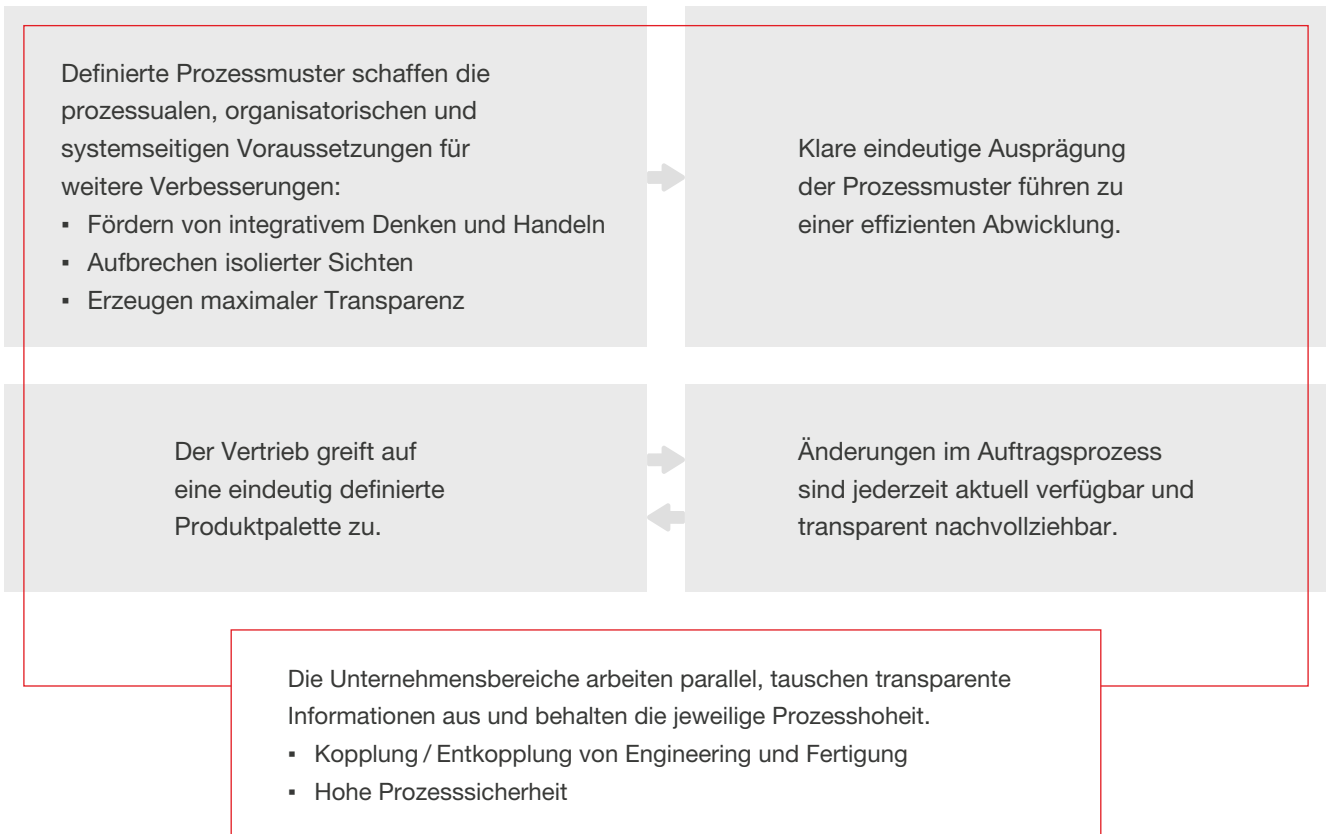 Definierte Prozessmuster schaffen die
prozessualen, organisatorischen und
systemseitigen Voraussetzungen für
weitere Verbesserungen:
▪ Fördern von integrativem Denken und Handeln
▪ Aufbrechen isolierter Sichten
▪ Erzeugen maximaler Transparenz
Klare eindeutige Ausprägung
der Prozessmuster führen zu
einer effizienten Abwicklung.
Der Vertrieb greift auf
eine eindeutig definierte
Produktpalette zu.
Änderungen im Auftragsprozess
sind jederzeit aktuell verfügbar und
transparent nachvollziehbar.
Die Unternehmensbereiche arbeiten parallel, tauschen transparente
Informationen aus und behalten die jeweilige Prozesshoheit.
▪ Kopplung / Entkopplung von Engineering und Fertigung
▪ Hohe Prozesssicherheit